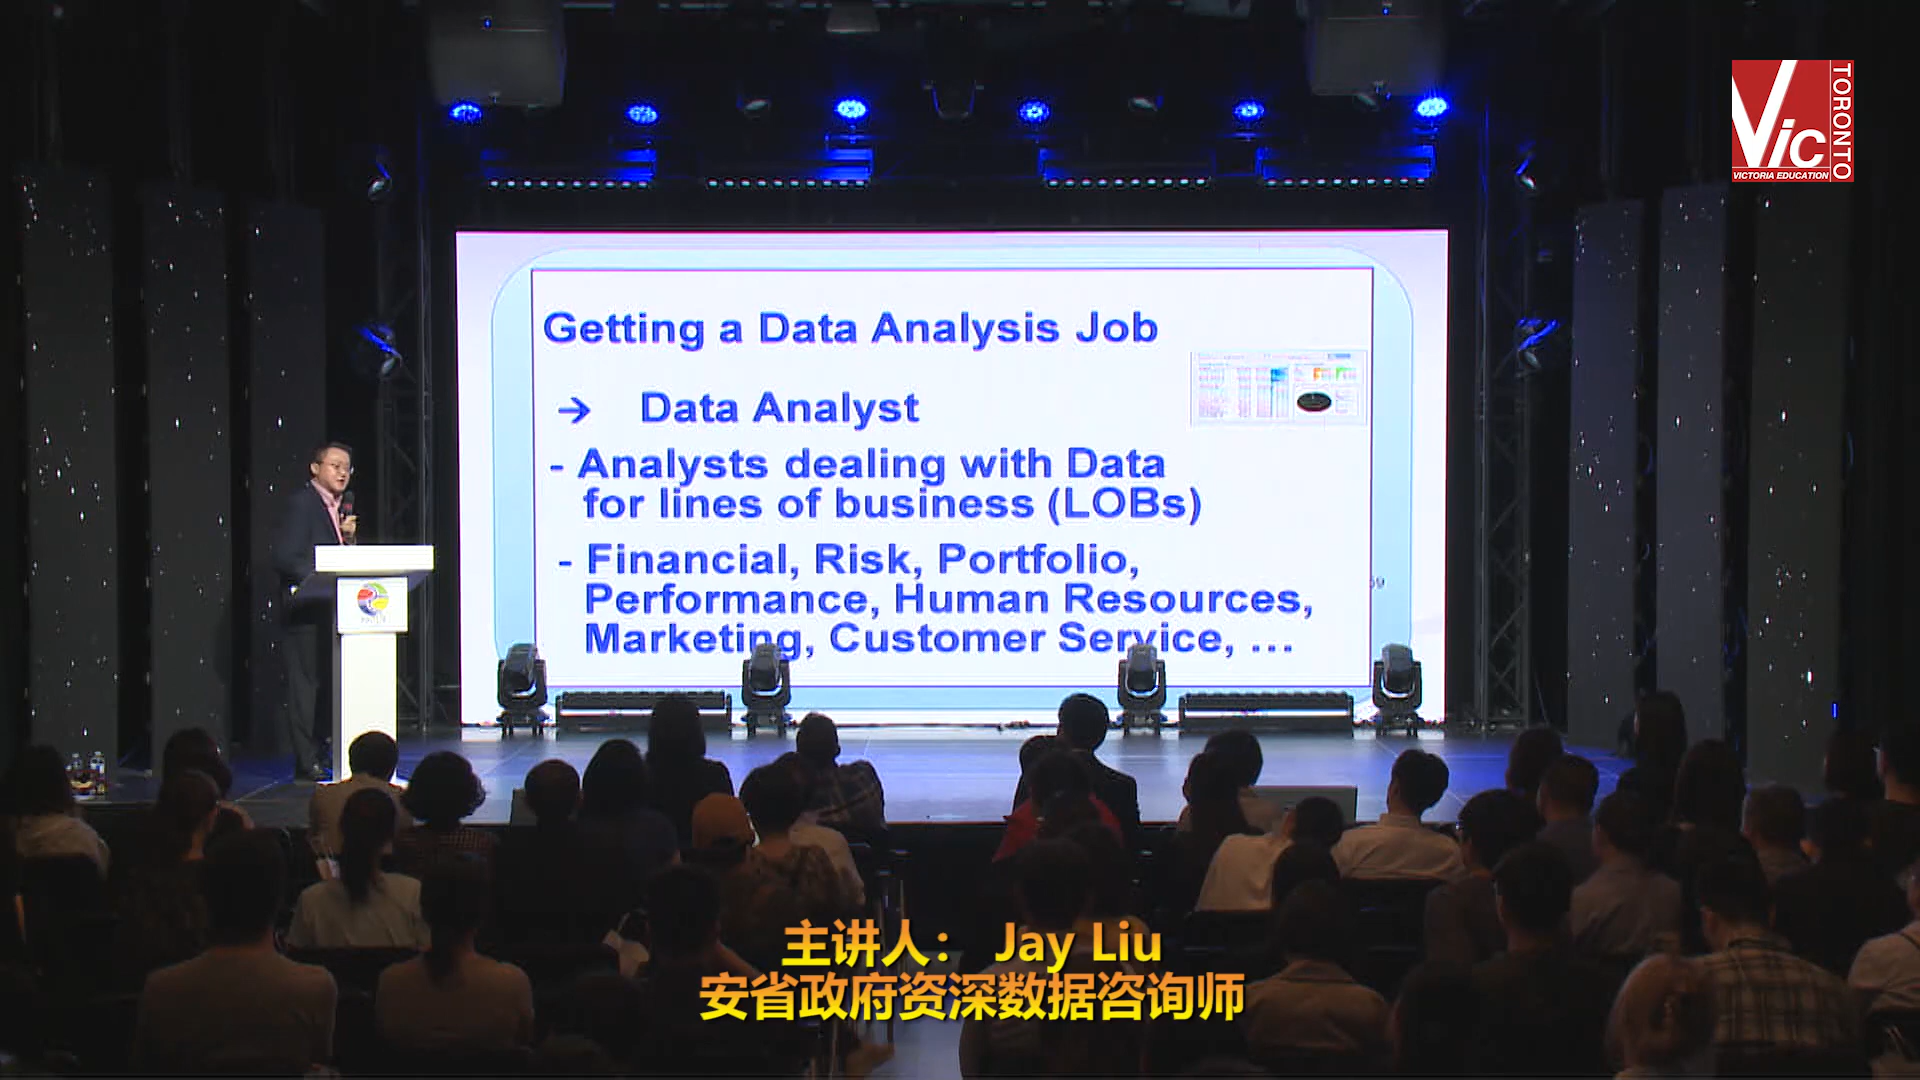 Vic
TORONTO
VICTORIA EDUCATION
Getting a Data Analysis Job
→ Data Analyst
- Analysts dealing with Data
for lines of business (LOBs)
- Financial, Risk, Portfolio,
Performance, Human Resources,
Marketing, Customer Service, ...
主讲人： Jay Liu
安省政府资深数据咨询师